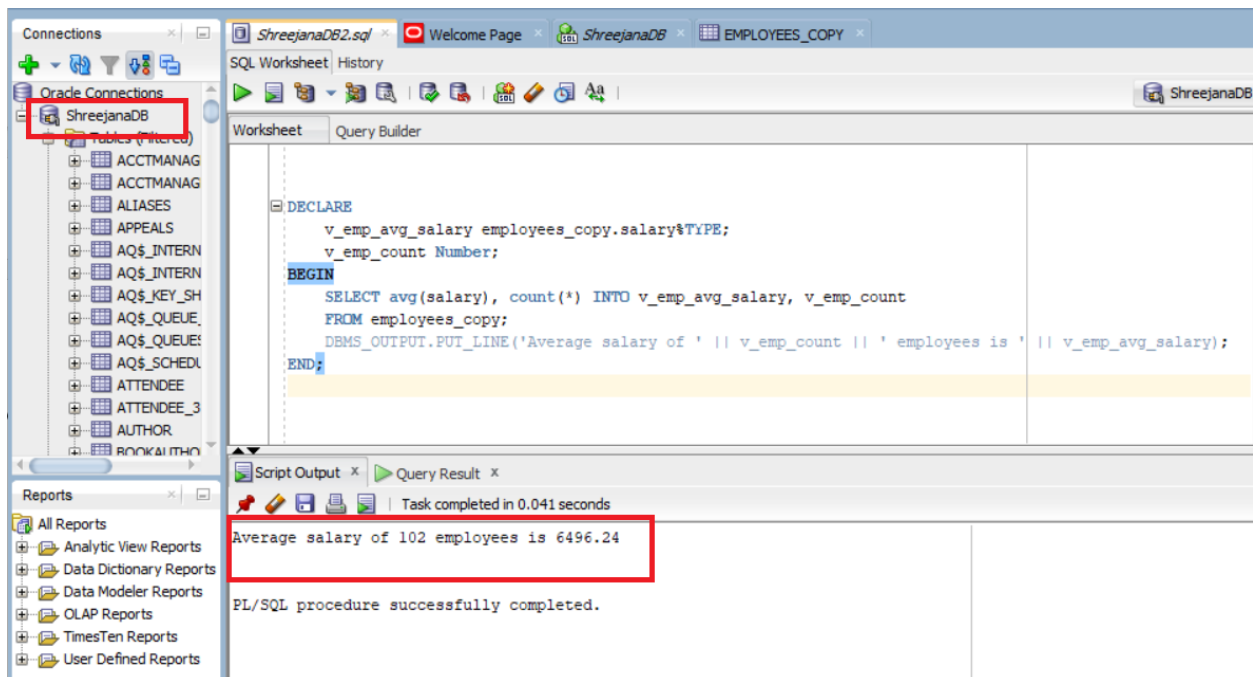 Connections
Oracle Connections
ShreejanaDB
Tables (Filtered)
ACCTMANAG
ACCTMANAG
ALIASES
APPEALS
AQ$_INTERN
AQ$_INTERN
AQ$_KEY_SH
AQ$_QUEUE_
AQ$_QUEUES
AQ$_SCHEDU
ATTENDEE
ATTENDEE_3
AUTHOR
BOOKAUTHO
Reports
All Reports
Analytic View Reports
Data Dictionary Reports
Data Modeler Reports
OLAP Reports
TimesTen Reports
User Defined Reports
ShreejanaDB2.sql Welcome Page ShreejanaDB EMPLOYEES_COPY
SQL Worksheet History
ShreejanaDB
Worksheet Query Builder
DECLARE
v_emp_avg_salary employees_copy.salary%TYPE;
v_emp_count Number;
BEGIN
SELECT avg(salary), count(*) INTO v_emp_avg_salary, v_emp_count
FROM employees_copy;
DBMS_OUTPUT.PUT_LINE('Average salary of ' || v_emp_count || ' employees is ' || v_emp_avg_salary);
END;
Script Output x Query Result x
Task completed in 0.041 seconds
Average salary of 102 employees is 6496.24
PL/SQL procedure successfully completed.